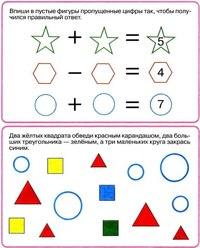 Впиши в пустые фигуры пропущенные цифры так, чтобы полу-
чился правильный ответ.
+ = 5
- = 4
+ = 7
Два жёлтых квадрата обведи красным карандашом, два боль-
ших треугольника — зелёным, а три маленьких круга закрась
синим.